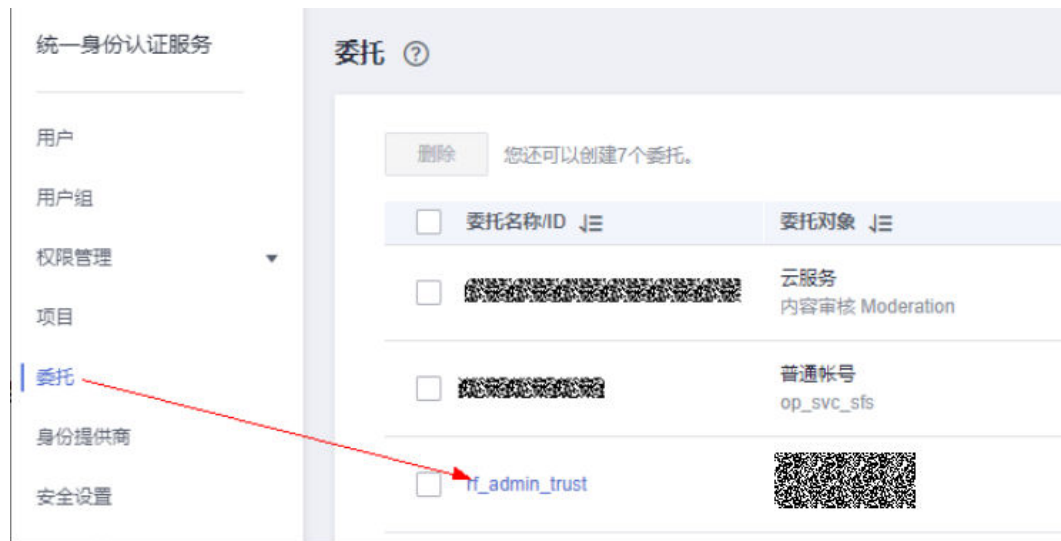 统一身份认证服务
用户
用户组
权限管理
项目
委托
身份提供商
安全设置
委托 ?
删除 您还可以创建7个委托。
委托名称/ID 委托对象
云服务
内容审核 Moderation
普通帐号
op_svc_sfs
rf_admin_trust